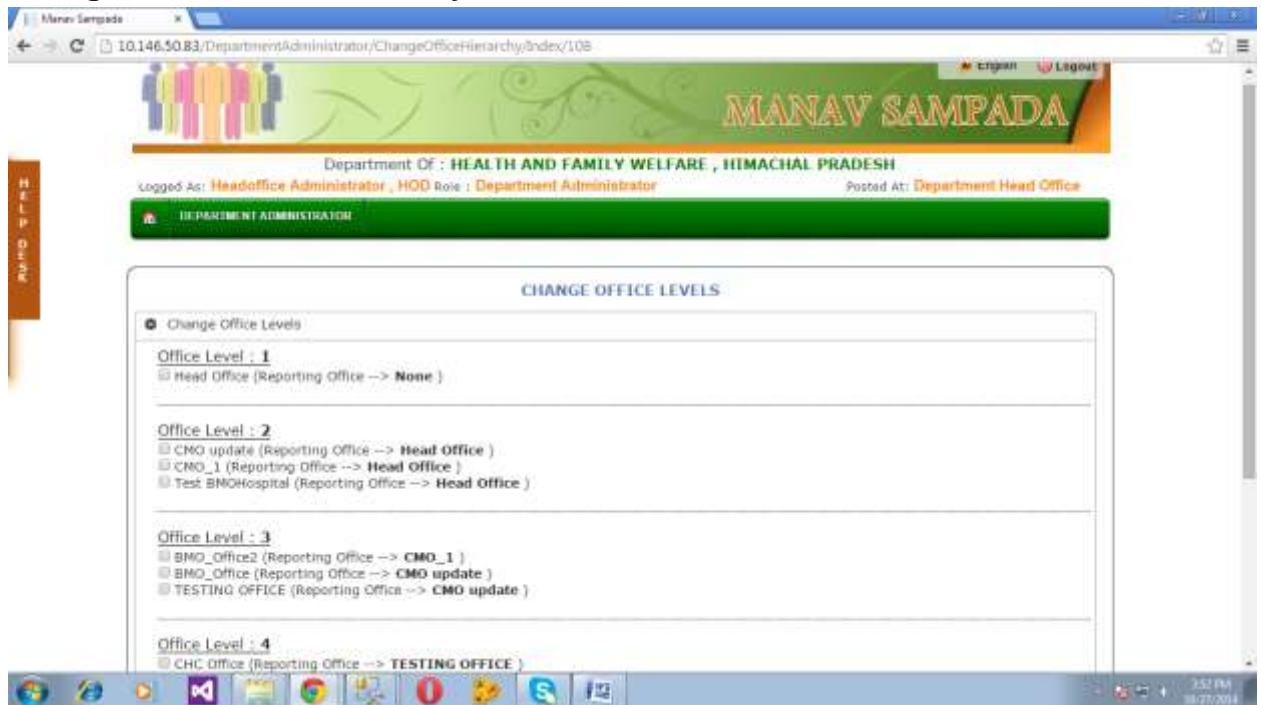 Manav Sampada
10.146.50.83/DepartmentAdministrator/ChangeOfficeHierarchy/Index/108
English Logout
MANAV SAMPADA
Department Of : HEALTH AND FAMILY WELFARE , HIMACHAL PRADESH
Logged As: Headoffice Administrator , HOD Role : Department Administrator Posted At: Department Head Office
HELP DESK
DEPARTMENT ADMINISTRATOR
CHANGE OFFICE LEVELS
Change Office Levels
Office Level : 1
Head Office (Reporting Office --> None )
Office Level : 2
CMO update (Reporting Office --> Head Office )
CMO_1 (Reporting Office --> Head Office )
Test BMOHospital (Reporting Office --> Head Office )
Office Level : 3
BMO_Office2 (Reporting Office --> CMO_1 )
BMO_Office (Reporting Office --> CMO update )
TESTING OFFICE (Reporting Office --> CMO update )
Office Level : 4
CHC Office (Reporting Office --> TESTING OFFICE )
3:52 PM
10/27/2014